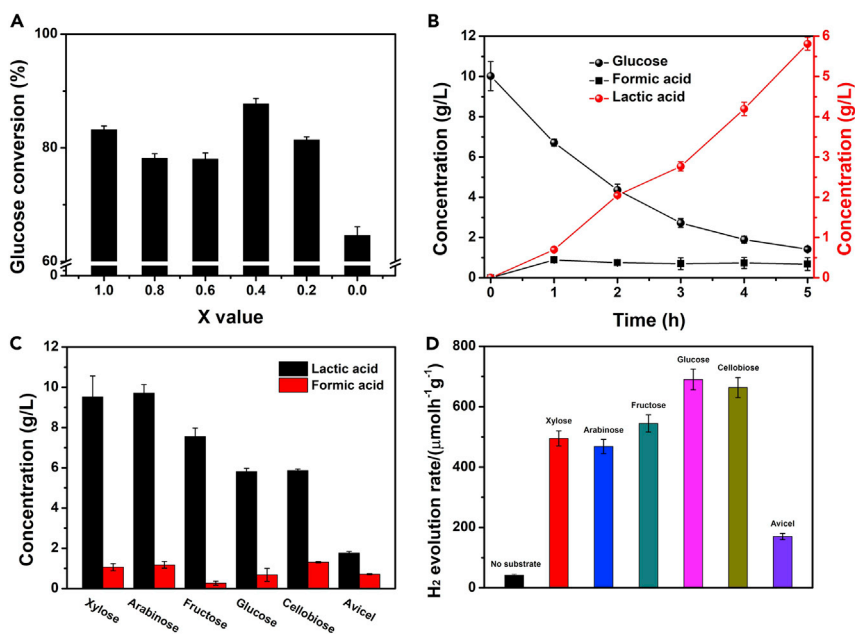 A
Glucose conversion (%)
100
90
80
60
0
1.0 0.8 0.6 0.4 0.2 0.0
X value
B
Concentration (g/L)
12
10
8
6
4
2
0
Glucose
Formic acid
Lactic acid
6
5
4
3
2
1
0
Concentration (g/L)
0 1 2 3 4 5
Time (h)
C
Concentration (g/L)
12
10
8
6
4
2
0
Lactic acid
Formic acid
Xylose Arabinose Fructose Glucose Cellobiose Avicel
D
H2 evolution rate/(μmolh-1g-1)
800
600
400
200
0
No substrate
Xylose
Arabinose
Fructose
Glucose
Cellobiose
Avicel